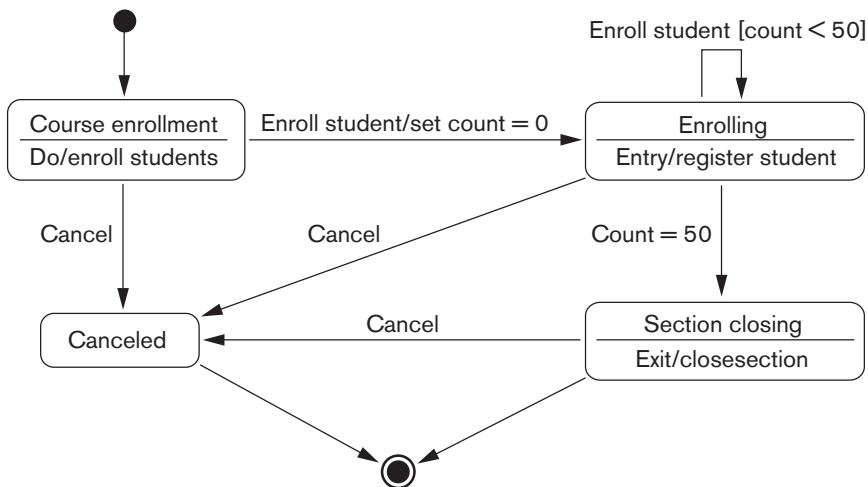 Enroll student [count < 50]
Course enrollment
Do/enroll students
Enroll student/set count = 0
Enrolling
Entry/register student
Cancel
Cancel
Count = 50
Canceled
Cancel
Section closing
Exit/closesection